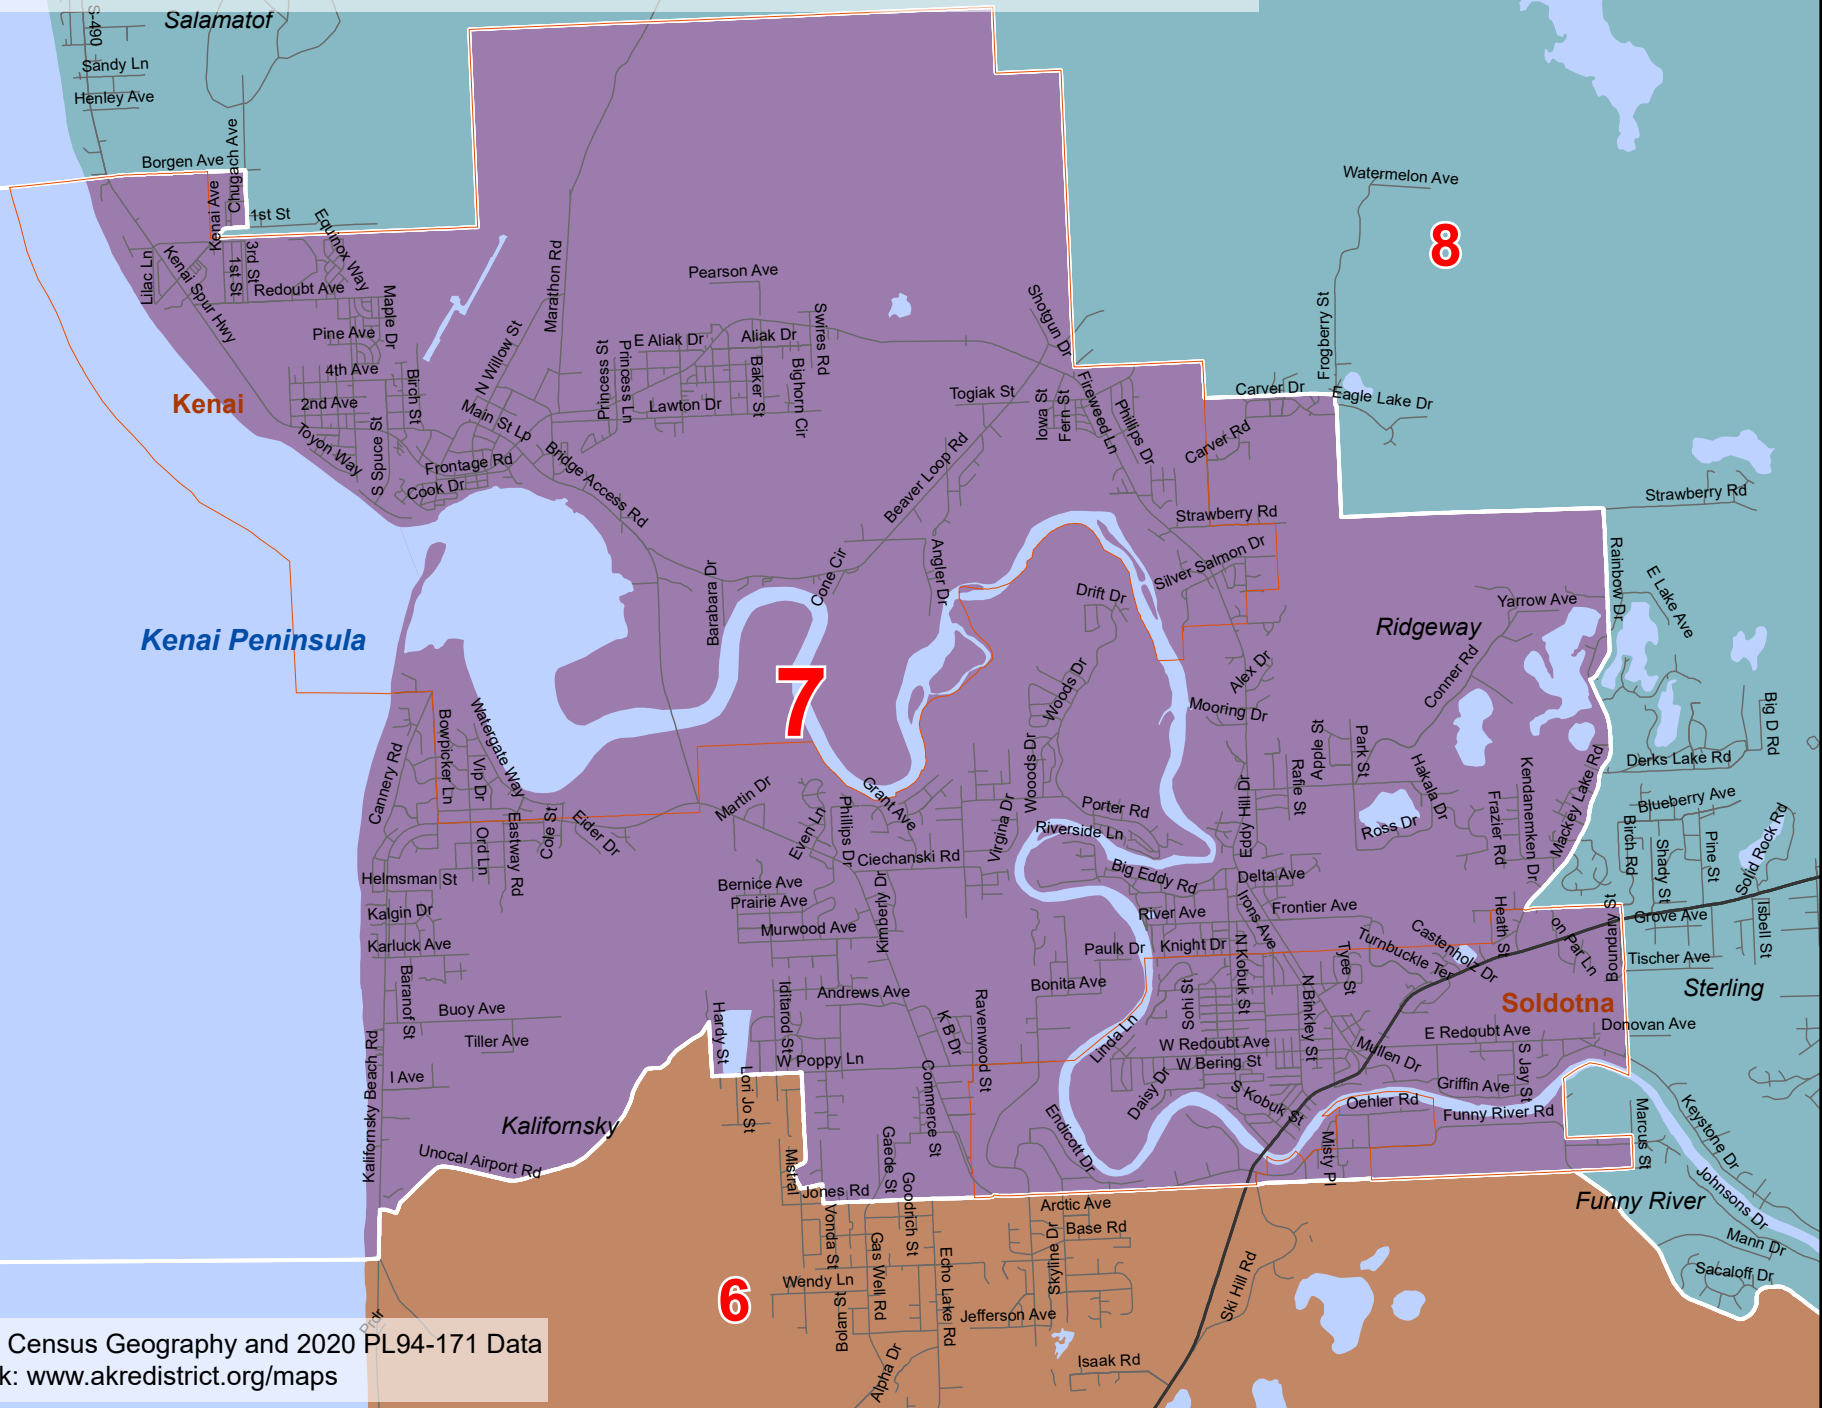 S-490
Salamatof
Sandy Ln
Henley Ave
Borgen Ave
Chugach Ave
Kenai Ave
1st St
Equinox Way
Watermelon Ave
8
Lilac Ln
Kenai Spur Hwy
1st St
3rd St
Redoubt Ave
Maple Dr
Marathon Rd
Pearson Ave
Shotgun Dr
Frogberry St
Pine Ave
N Willow St
E Aliak Dr
Aliak Dr
Swires Rd
4th Ave
Birch St
Princess St
Princess Ln
Baker St
Bighorn Cir
Kenai
2nd Ave
Main St Lp
Lawton Dr
Togiak St
Iowa St
Fern St
Fireweed Ln
Phillips Dr
Carver Dr
Eagle Lake Dr
Toyon Way
S Spuce St
Frontage Rd
Bridge Access Rd
Beaver Loop Rd
Carver Rd
Cook Dr
Strawberry Rd
Strawberry Rd
Barabara Dr
Cone Cir
Angler Dr
Silver Salmon Dr
Drift Dr
Rainbow Dr
E Lake Ave
Yarrow Ave
Kenai Peninsula
Ridgeway
7
Woods Dr
Alex Dr
Conner Rd
Mooring Dr
Cannery Rd
Bowpicker Ln
Watergate Way
Vip Dr
Wooods Dr
Apple St
Park St
Big D Rd
Derks Lake Rd
Rafie St
Hakala Dr
Kendanemken Dr
Mackey Lake Rd
Martin Dr
Grant Ave
Eddy Hill Dr
Porter Rd
Blueberry Ave
Ord Ln
Eastway Rd
Cole St
Eider Dr
Even Ln
Phillips Dr
Virginia Dr
Riverside Ln
Ross Dr
Frazier Rd
Birch Rd
Shady St
Pine St
Solid Rock Rd
Ciechanski Rd
Helmsman St
Bernice Ave
Kimberly Dr
Big Eddy Rd
Delta Ave
Kalgin Dr
Prairie Ave
River Ave
Irons Ave
Frontier Ave
Heath St
Boundary St
Grove Ave
Isbell St
Murwood Ave
Karluck Ave
Paulk Dr
Knight Dr
N Kobuk St
Turnbuckle Ter
Castenholz Dr
on Par Ln
Tischer Ave
Baranof St
Tyee St
Bonita Ave
Andrews Ave
Soldotna
Sterling
Buoy Ave
Hardy St
Iditarod St
K B Dr
Ravenwood St
Sohi St
N Binkley St
Donovan Ave
Tiller Ave
Linda Ln
W Redoubt Ave
E Redoubt Ave
Kalifornsky Beach Rd
W Poppy Ln
W Bering St
Mullen Dr
S Jay St
I Ave
Lori Jo St
Commerce St
Daisy Dr
S Kobuk St
Griffin Ave
Oehler Rd
Funny River Rd
Kalifornsky
Endicott Dr
Misty Pl
Marcus St
Keystone Dr
Unocal Airport Rd
Mistral
Gaede St
Jones Rd
Goodrich St
Funny River
Johnsons Dr
Arctic Ave
Base Rd
Vonda St
Gas Well Rd
Echo Lake Rd
Skyline Dr
Mann Dr
Sacaloff Dr
6
Wendy Ln
Bolan St
Jefferson Ave
Ski Hill Rd
Prdr
Isaak Rd
Alpha Dr
Census Geography and 2020 PL94-171 Data
k: www.akredistrict.org/maps